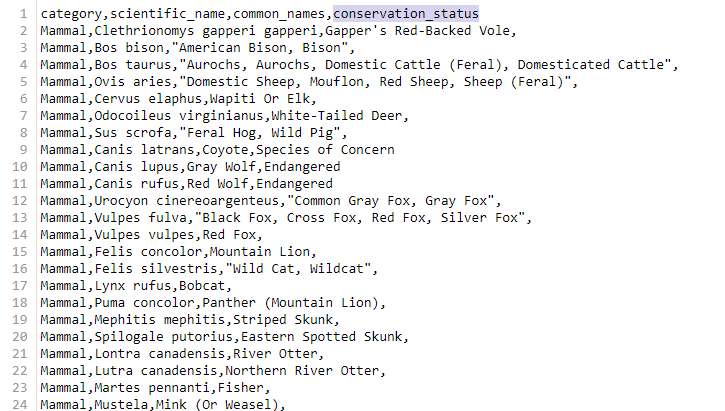 1 category,scientific_name,common_names,conservation_status
2 Mammal,Clethrionomys gapperi gapperi,Gapper's Red-Backed Vole,
3 Mammal,Bos bison,"American Bison, Bison",
4 Mammal,Bos taurus,"Aurochs, Aurochs, Domestic Cattle (Feral), Domesticated Cattle",
5 Mammal,Ovis aries,"Domestic Sheep, Mouflon, Red Sheep, Sheep (Feral)",
6 Mammal,Cervus elaphus,Wapiti Or Elk,
7 Mammal,Odocoileus virginianus,White-Tailed Deer,
8 Mammal,Sus scrofa,"Feral Hog, Wild Pig",
9 Mammal,Canis latrans,Coyote,Species of Concern
10 Mammal,Canis lupus,Gray Wolf,Endangered
11 Mammal,Canis rufus,Red Wolf,Endangered
12 Mammal,Urocyon cinereoargenteus,"Common Gray Fox, Gray Fox",
13 Mammal,Vulpes fulva,"Black Fox, Cross Fox, Red Fox, Silver Fox",
14 Mammal,Vulpes vulpes,Red Fox,
15 Mammal,Felis concolor,Mountain Lion,
16 Mammal,Felis silvestris,"Wild Cat, Wildcat",
17 Mammal,Lynx rufus,Bobcat,
18 Mammal,Puma concolor,Panther (Mountain Lion),
19 Mammal,Mephitis mephitis,Striped Skunk,
20 Mammal,Spilogale putorius,Eastern Spotted Skunk,
21 Mammal,Lontra canadensis,River Otter,
22 Mammal,Lutra canadensis,Northern River Otter,
23 Mammal,Martes pennanti,Fisher,
24 Mammal,Mustela,Mink (Or Weasel),